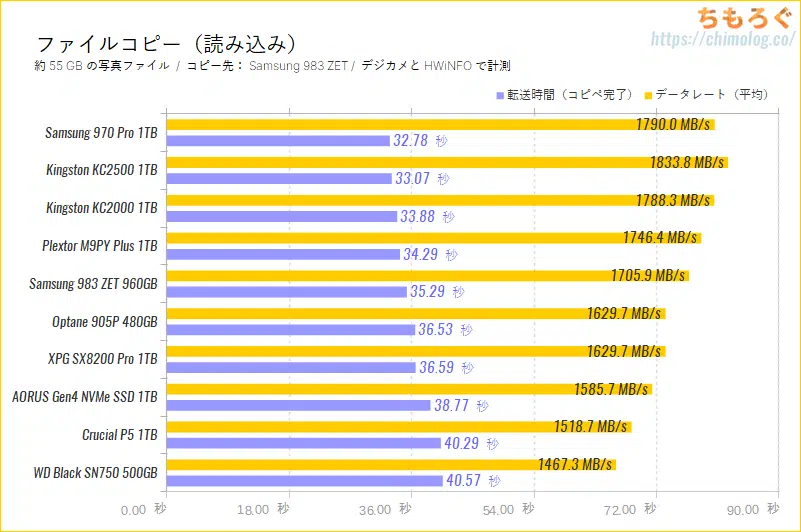 ちもろぐ
https://chimolog.co/
ファイルコピー（読み込み）
約 55 GB の写真ファイル / コピー先： Samsung 983 ZET / デジカメと HWiNFO で計測
転送時間（コピペ完了） データレート（平均）
Samsung 970 Pro 1TB 1790.0 MB/s
32.78 秒
Kingston KC2500 1TB 1833.8 MB/s
33.07 秒
Kingston KC2000 1TB 1788.3 MB/s
33.88 秒
Plextor M9PY Plus 1TB 1746.4 MB/s
34.29 秒
Samsung 983 ZET 960GB 1705.9 MB/s
35.29 秒
Optane 905P 480GB 1629.7 MB/s
36.53 秒
XPG SX8200 Pro 1TB 1629.7 MB/s
36.59 秒
AORUS Gen4 NVMe SSD 1TB 1585.7 MB/s
38.77 秒
Crucial P5 1TB 1518.7 MB/s
40.29 秒
WD Black SN750 500GB 1467.3 MB/s
40.57 秒
0.00 秒 18.00 秒 36.00 秒 54.00 秒 72.00 秒 90.00 秒